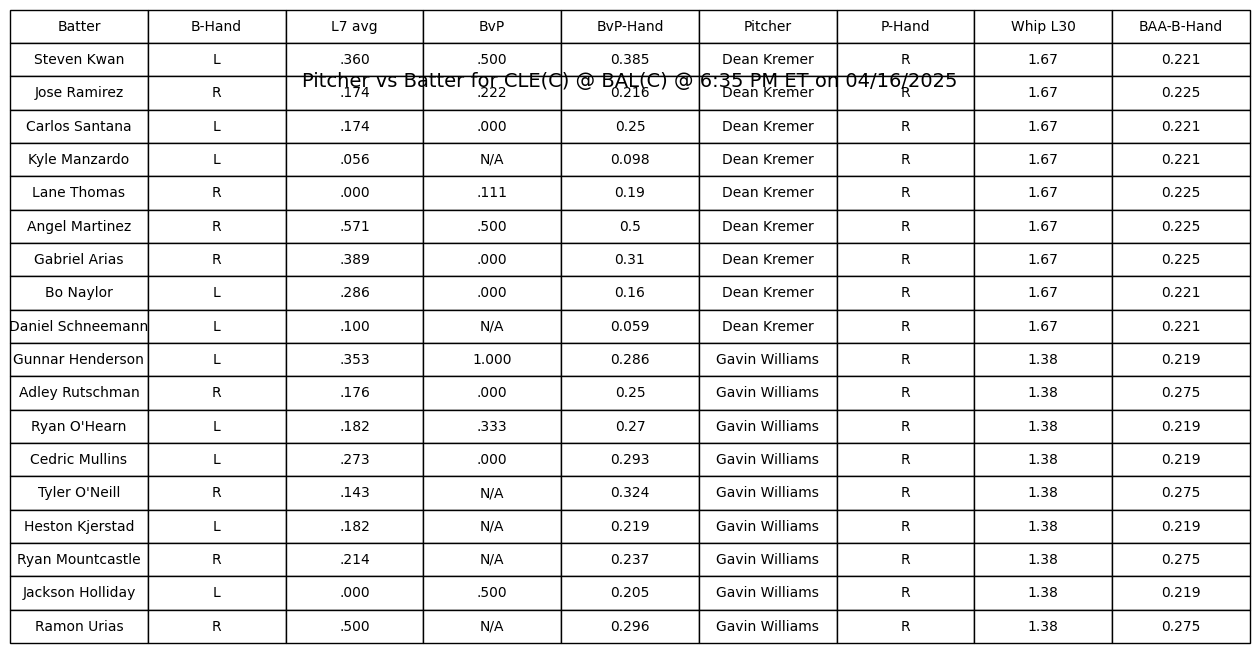 Batter B-Hand L7 avg BvP BvP-Hand Pitcher P-Hand Whip L30 BAA-B-Hand
Steven Kwan L .360 .500 0.385 Dean Kremer R 1.67 0.221
Pitcher vs Batter for CLE(C) @ BAL(C) @ 6:35 PM ET on 04/16/2025
Jose Ramirez R .174 .222 0.216 Dean Kremer R 1.67 0.225
Carlos Santana L .174 .000 0.25 Dean Kremer R 1.67 0.221
Kyle Manzardo L .056 N/A 0.098 Dean Kremer R 1.67 0.221
Lane Thomas R .000 .111 0.19 Dean Kremer R 1.67 0.225
Angel Martinez R .571 .500 0.5 Dean Kremer R 1.67 0.225
Gabriel Arias R .389 .000 0.31 Dean Kremer R 1.67 0.225
Bo Naylor L .286 .000 0.16 Dean Kremer R 1.67 0.221
Daniel Schneemann L .100 N/A 0.059 Dean Kremer R 1.67 0.221
Gunnar Henderson L .353 1.000 0.286 Gavin Williams R 1.38 0.219
Adley Rutschman R .176 .000 0.25 Gavin Williams R 1.38 0.275
Ryan O'Hearn L .182 .333 0.27 Gavin Williams R 1.38 0.219
Cedric Mullins L .273 .000 0.293 Gavin Williams R 1.38 0.219
Tyler O'Neill R .143 N/A 0.324 Gavin Williams R 1.38 0.275
Heston Kjerstad L .182 N/A 0.219 Gavin Williams R 1.38 0.219
Ryan Mountcastle R .214 N/A 0.237 Gavin Williams R 1.38 0.275
Jackson Holliday L .000 .500 0.205 Gavin Williams R 1.38 0.219
Ramon Urias R .500 N/A 0.296 Gavin Williams R 1.38 0.275